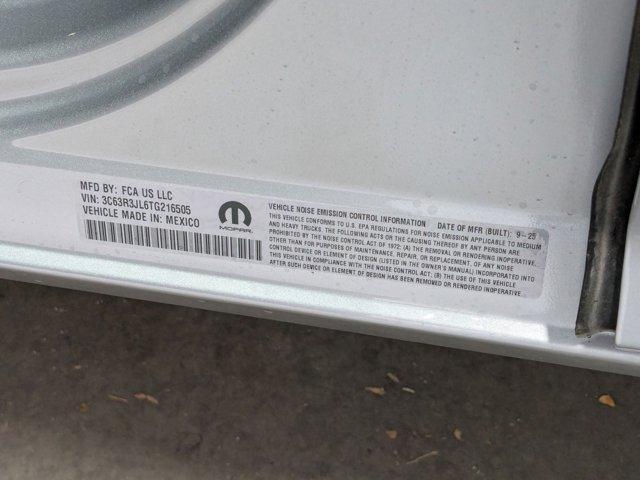 MFD BY: FCA US LLC
VIN: 3C63R3JL6TG216505
VEHICLE MADE IN: MEXICO
MOPAR.
VEHICLE NOISE EMISSION CONTROL INFORMATION DATE OF MFR (BUILT): 9-25
THIS VEHICLE CONFORMS TO U.S. EPA REGULATIONS FOR NOISE EMISSION APPLICABLE TO MEDIUM
AND HEAVY TRUCKS. THE FOLLOWING ACTS OR THE CAUSING THEREOF BY ANY PERSON ARE
PROHIBITED BY THE NOISE CONTROL ACT OF 1972: (A) THE REMOVAL OR RENDERING INOPERATIVE,
OTHER THAN FOR PURPOSES OF MAINTENANCE, REPAIR, OR REPLACEMENT, OF ANY NOISE
CONTROL DEVICE OR ELEMENT OF DESIGN (LISTED IN THE OWNER'S MANUAL) INCORPORATED INTO
THIS VEHICLE IN COMPLIANCE WITH THE NOISE CONTROL ACT; (B) THE USE OF THIS VEHICLE
AFTER SUCH DEVICE OR ELEMENT OF DESIGN HAS BEEN REMOVED OR RENDERED INOPERATIVE.